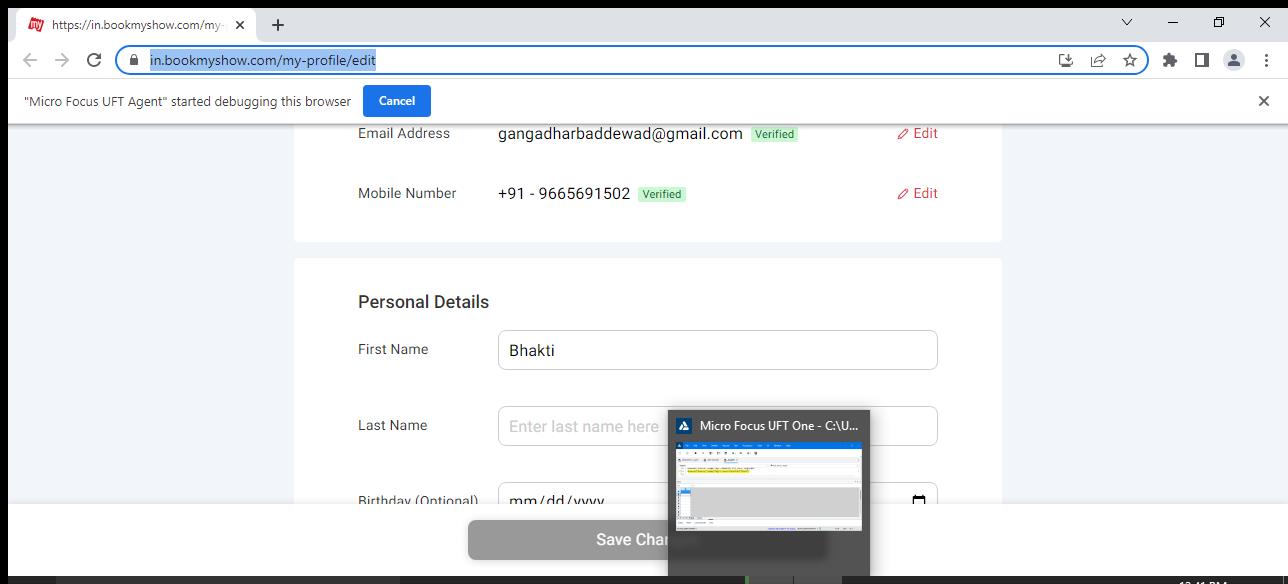 my https://in.bookmyshow.com/my-
in.bookmyshow.com/my-profile/edit
"Micro Focus UFT Agent" started debugging this browser Cancel
Email Address gangadharbaddewad@gmail.com Verified Edit
Mobile Number +91 - 9665691502 Verified Edit
Personal Details
First Name Bhakti
Last Name Enter last name here
Micro Focus UFT One - C:\U...
Birthday (Optional) mm/dd/yyyy
Save Chan